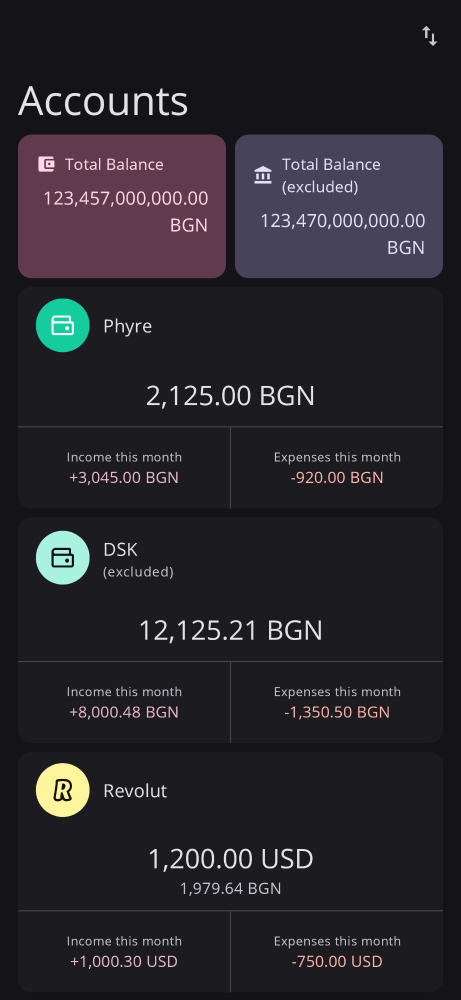 Accounts
Total Balance
123,457,000,000.00
BGN
Total Balance
(excluded)
123,470,000,000.00
BGN
Phyre
2,125.00 BGN
Income this month
+3,045.00 BGN
Expenses this month
-920.00 BGN
DSK
(excluded)
12,125.21 BGN
Income this month
+8,000.48 BGN
Expenses this month
-1,350.50 BGN
R
Revolut
1,200.00 USD
1,979.64 BGN
Income this month
+1,000.30 USD
Expenses this month
-750.00 USD